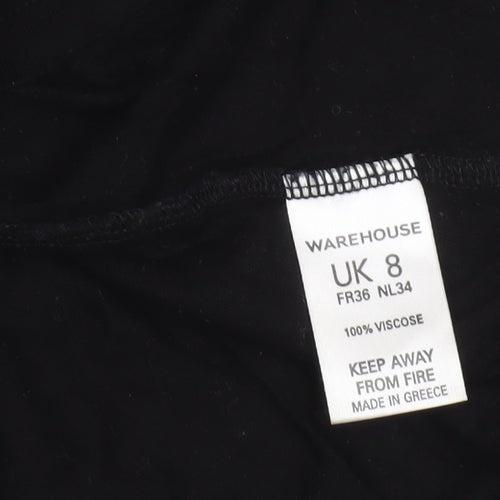 WAREHOUSE
UK 8
FR36 NL34
100% VISCOSE
KEEP AWAY
FROM FIRE
MADE IN GREECE